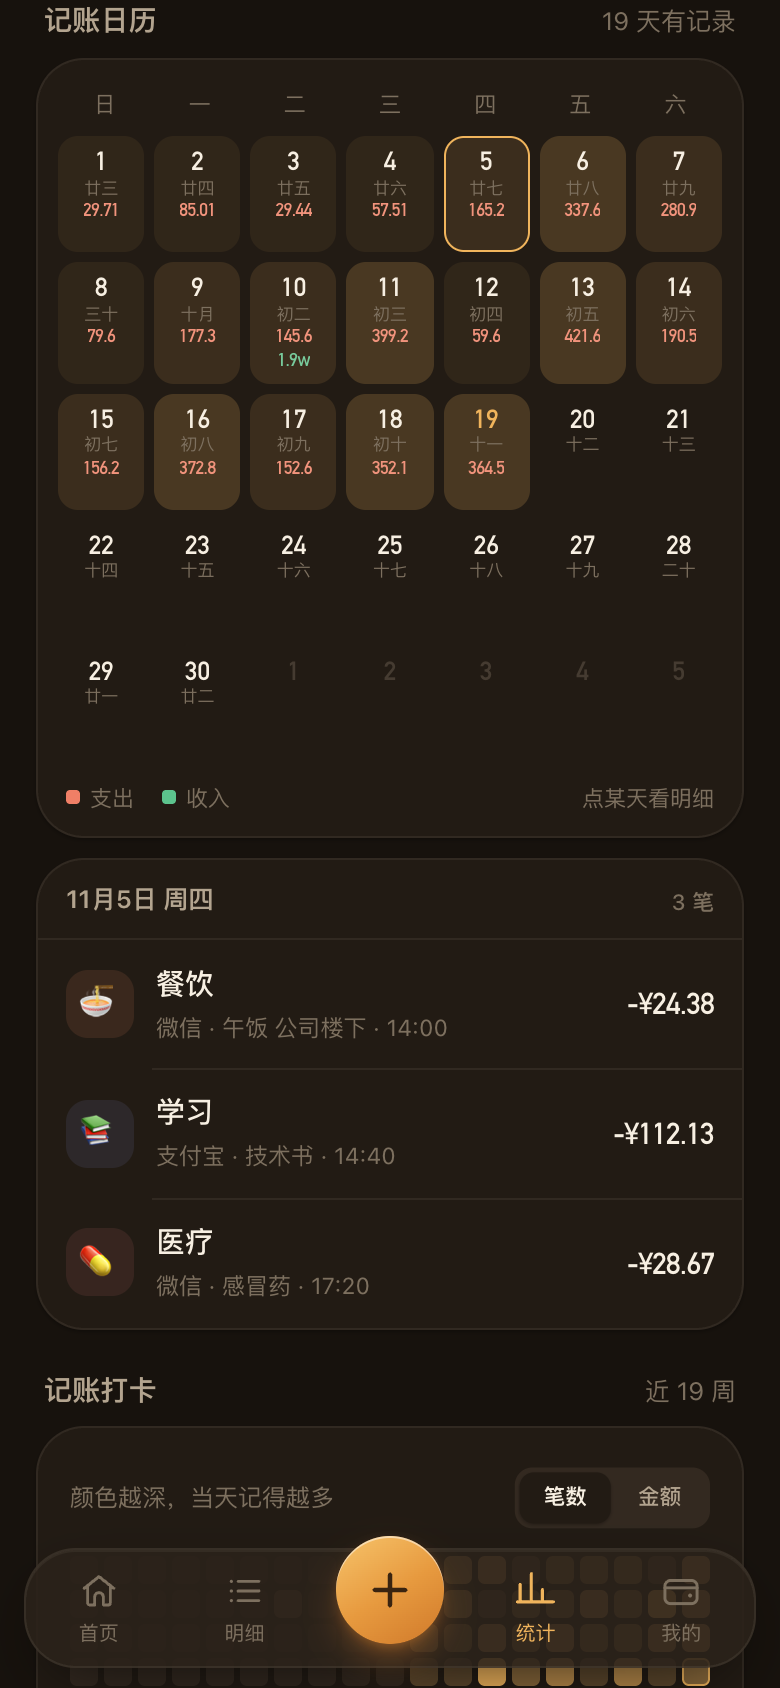 记账日历 19 天有记录
日 一 二 三 四 五 六
1 2 3 4 5 6 7
廿三 廿四 廿五 廿六 廿七 廿八 廿九
29.71 85.01 29.44 57.51 165.2 337.6 280.9
8 9 10 11 12 13 14
三十 十月 初二 初三 初四 初五 初六
79.6 177.3 145.6 399.2 59.6 421.6 190.5
1.9w
15 16 17 18 19 20 21
初七 初八 初九 初十 十一 十二 十三
156.2 372.8 152.6 352.1 364.5
22 23 24 25 26 27 28
十四 十五 十六 十七 十八 十九 二十
29 30 1 2 3 4 5
廿一 廿二
支出 收入 点某天看明细
11月5日 周四 3 笔
餐饮
微信 · 午饭 公司楼下 · 14:00 -¥24.38
学习
支付宝 · 技术书 · 14:40 -¥112.13
医疗
微信 · 感冒药 · 17:20 -¥28.67
记账打卡 近 19 周
颜色越深，当天记得越多 笔数 金额
首页 明细 统计 我的